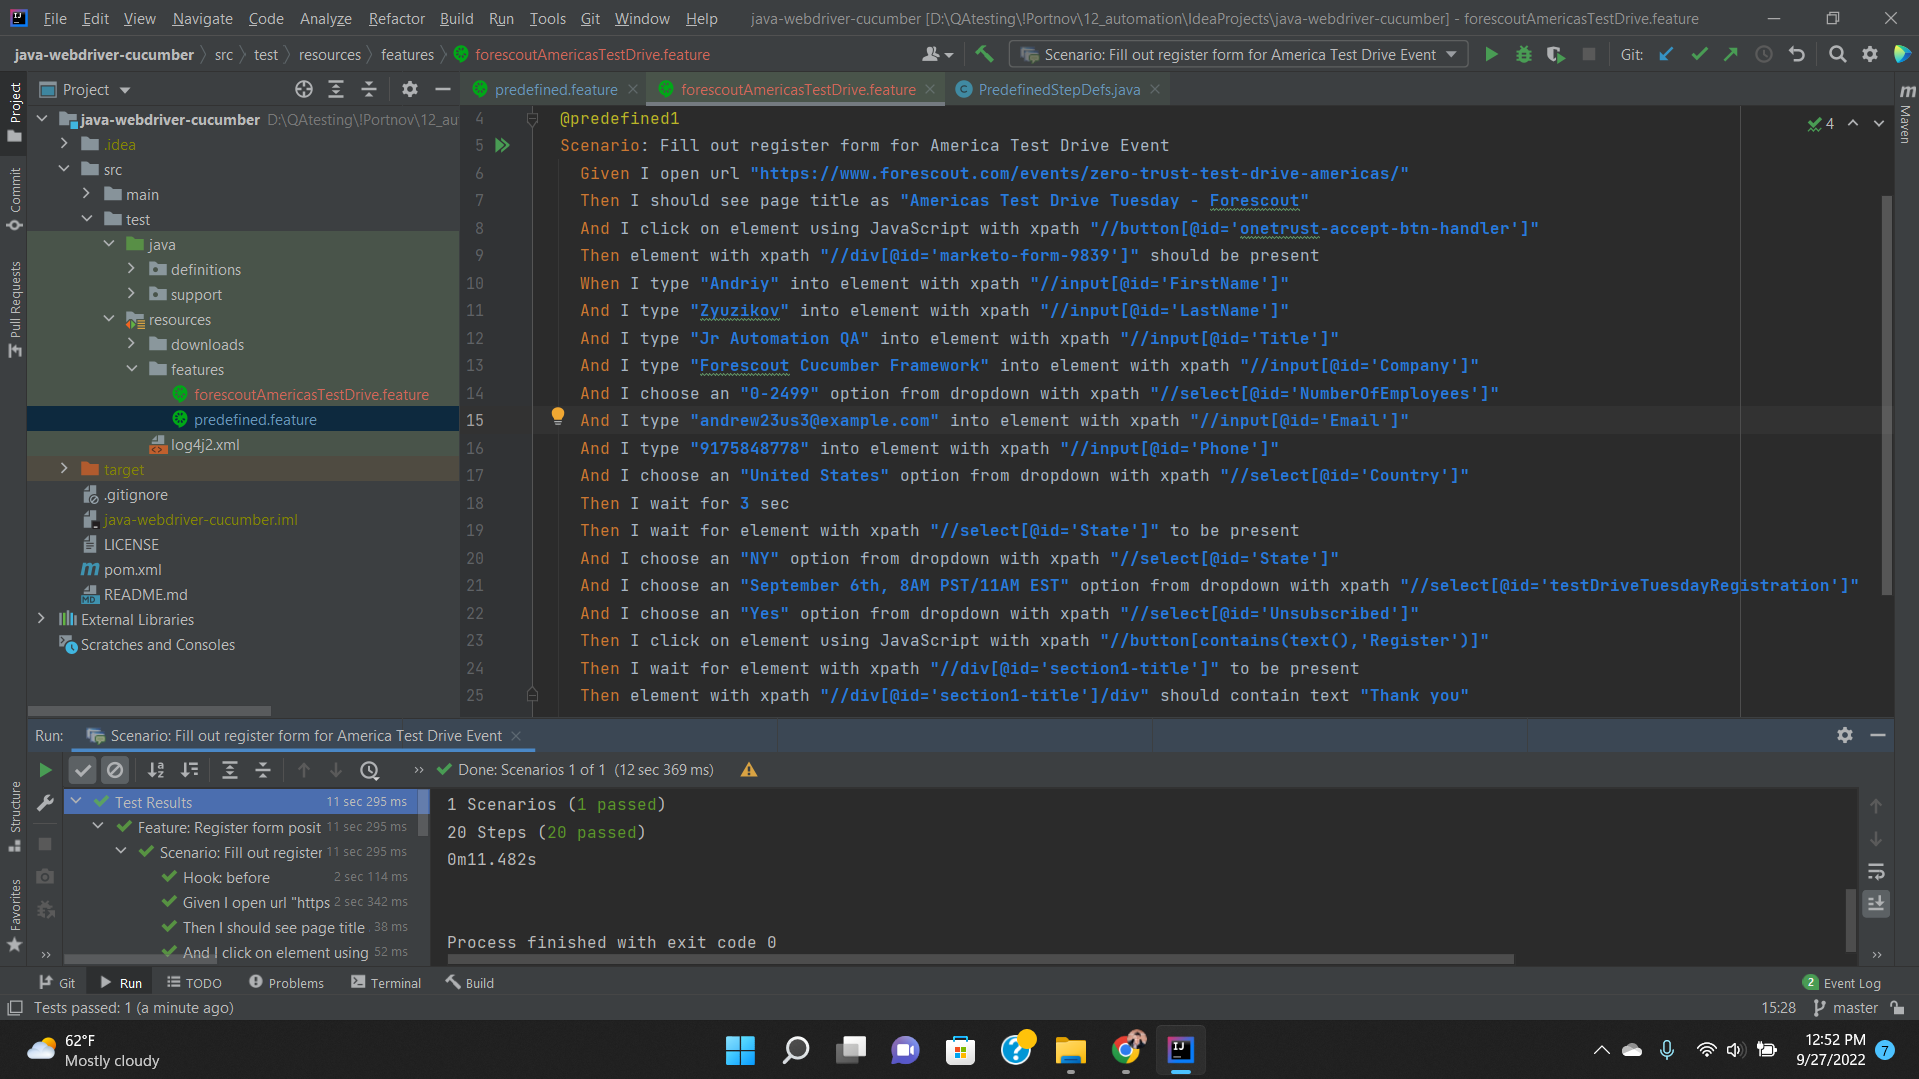 File Edit View Navigate Code Analyze Refactor Build Run Tools Git Window Help java-webdriver-cucumber [D:\QAtesting\!Portnov\12_automation\IdeaProjects\java-webdriver-cucumber] - forescoutAmericasTestDrive.feature
java-webdriver-cucumber src test resources features forescoutAmericasTestDrive.feature Scenario: Fill out register form for America Test Drive Event Git:
Project predefined.feature forescoutAmericasTestDrive.feature PredefinedStepDefs.java
java-webdriver-cucumber D:\QAtesting\!Portnov\12_au
.idea
src
main
test
java
definitions
support
resources
downloads
features
forescoutAmericasTestDrive.feature
predefined.feature
log4j2.xml
target
.gitignore
java-webdriver-cucumber.iml
LICENSE
pom.xml
README.md
External Libraries
Scratches and Consoles
Project
Commit
Pull Requests
Structure
Favorites
Maven
4
4 @predefined1
5 Scenario: Fill out register form for America Test Drive Event
6 Given I open url "https://www.forescout.com/events/zero-trust-test-drive-americas/"
7 Then I should see page title as "Americas Test Drive Tuesday - Forescout"
8 And I click on element using JavaScript with xpath "//button[@id='onetrust-accept-btn-handler']"
9 Then element with xpath "//div[@id='marketo-form-9839']" should be present
10 When I type "Andriy" into element with xpath "//input[@id='FirstName']"
11 And I type "Zyuzikov" into element with xpath "//input[@id='LastName']"
12 And I type "Jr Automation QA" into element with xpath "//input[@id='Title']"
13 And I type "Forescout Cucumber Framework" into element with xpath "//input[@id='Company']"
14 And I choose an "0-2499" option from dropdown with xpath "//select[@id='NumberOfEmployees']"
15 And I type "andrew23us3@example.com" into element with xpath "//input[@id='Email']"
16 And I type "9175848778" into element with xpath "//input[@id='Phone']"
17 And I choose an "United States" option from dropdown with xpath "//select[@id='Country']"
18 Then I wait for 3 sec
19 Then I wait for element with xpath "//select[@id='State']" to be present
20 And I choose an "NY" option from dropdown with xpath "//select[@id='State']"
21 And I choose an "September 6th, 8AM PST/11AM EST" option from dropdown with xpath "//select[@id='testDriveTuesdayRegistration']"
22 And I choose an "Yes" option from dropdown with xpath "//select[@id='Unsubscribed']"
23 Then I click on element using JavaScript with xpath "//button[contains(text(),'Register')]"
24 Then I wait for element with xpath "//div[@id='section1-title']" to be present
25 Then element with xpath "//div[@id='section1-title']/div" should contain text "Thank you"
Run: Scenario: Fill out register form for America Test Drive Event
Done: Scenarios 1 of 1 (12 sec 369 ms)
Test Results 11 sec 295 ms
Feature: Register form posit 11 sec 295 ms
Scenario: Fill out register 11 sec 295 ms
Hook: before 2 sec 114 ms
Given I open url "https 2 sec 342 ms
Then I should see page title 38 ms
And I click on element using 52 ms
1 Scenarios (1 passed)
20 Steps (20 passed)
0m11.482s
Process finished with exit code 0
Git Run TODO Problems Terminal Build 2 Event Log
Tests passed: 1 (a minute ago) 15:28 master
62°F
Mostly cloudy
12:52 PM
9/27/2022 7